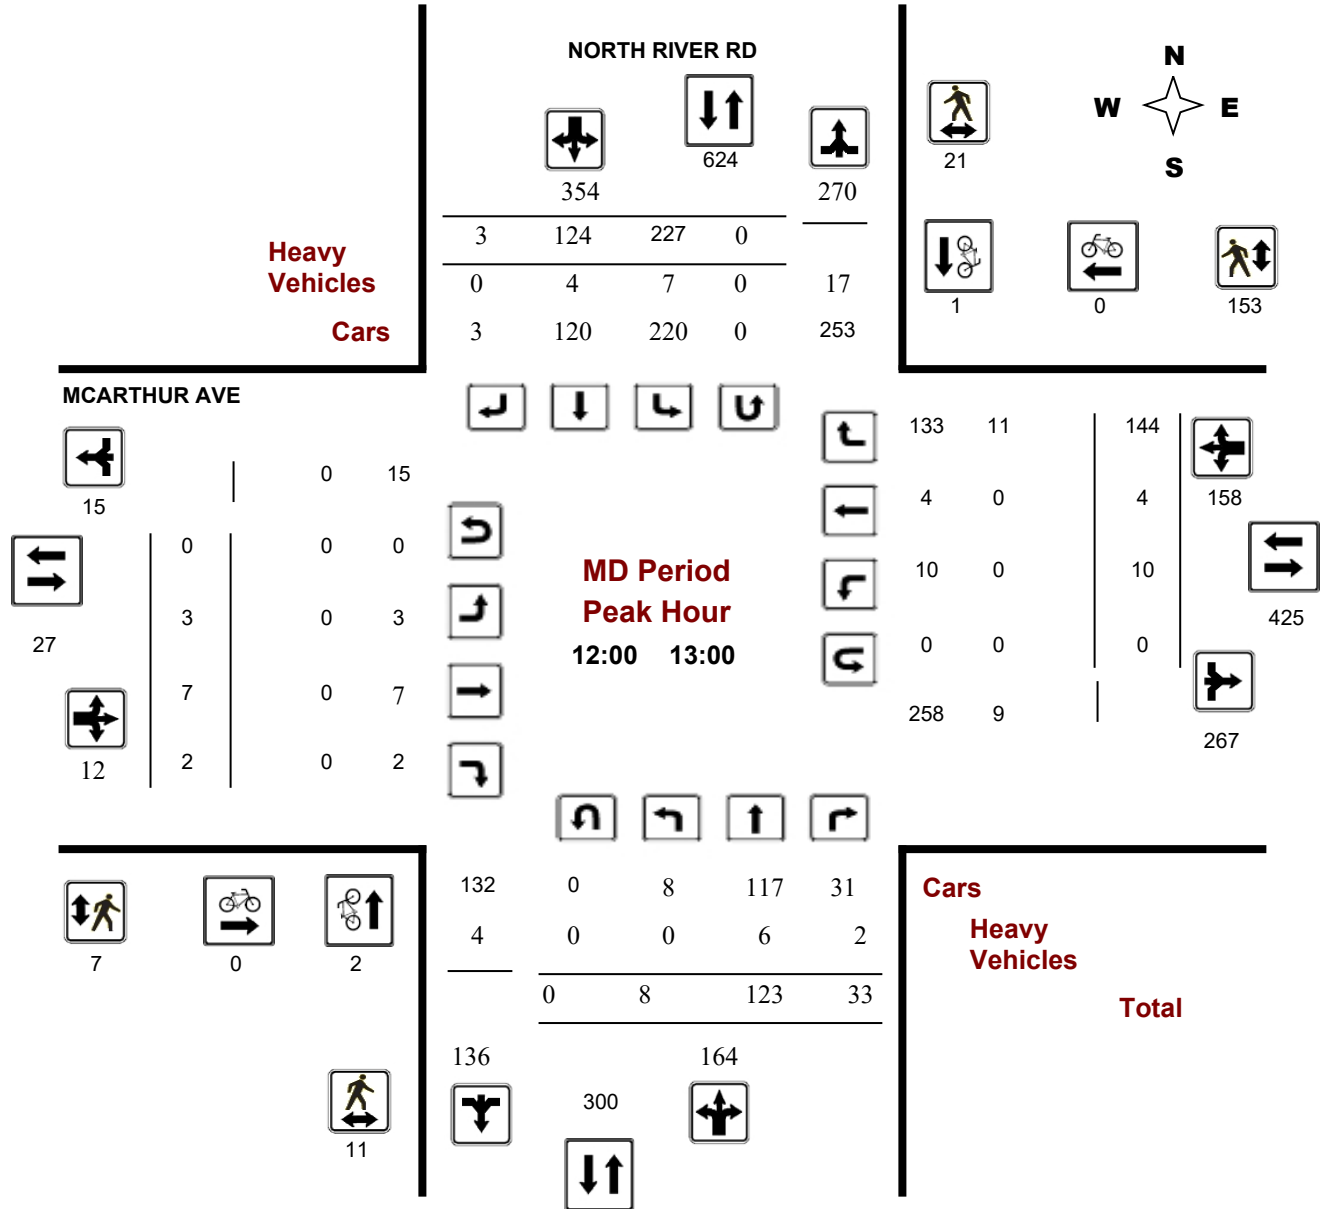 NORTH RIVER RD
N
W E
S
624
21
354 270
3 124 227 0
Heavy
Vehicles
0 4 7 0 17
1 0 153
Cars
3 120 220 0 253
MCARTHUR AVE
133 11 144
0 15
15
4 0 4 158
0 0 0
MD Period
10 0 10
Peak Hour
3 0 3
425
27
12:00 13:00
0 0 0
7 0 7
258 9
267
12 2 0 2
132 0 8 117 31
Cars
4 0 0 6 2
Heavy
Vehicles
7 0 2
0 8 123 33
Total
136 164
300
11